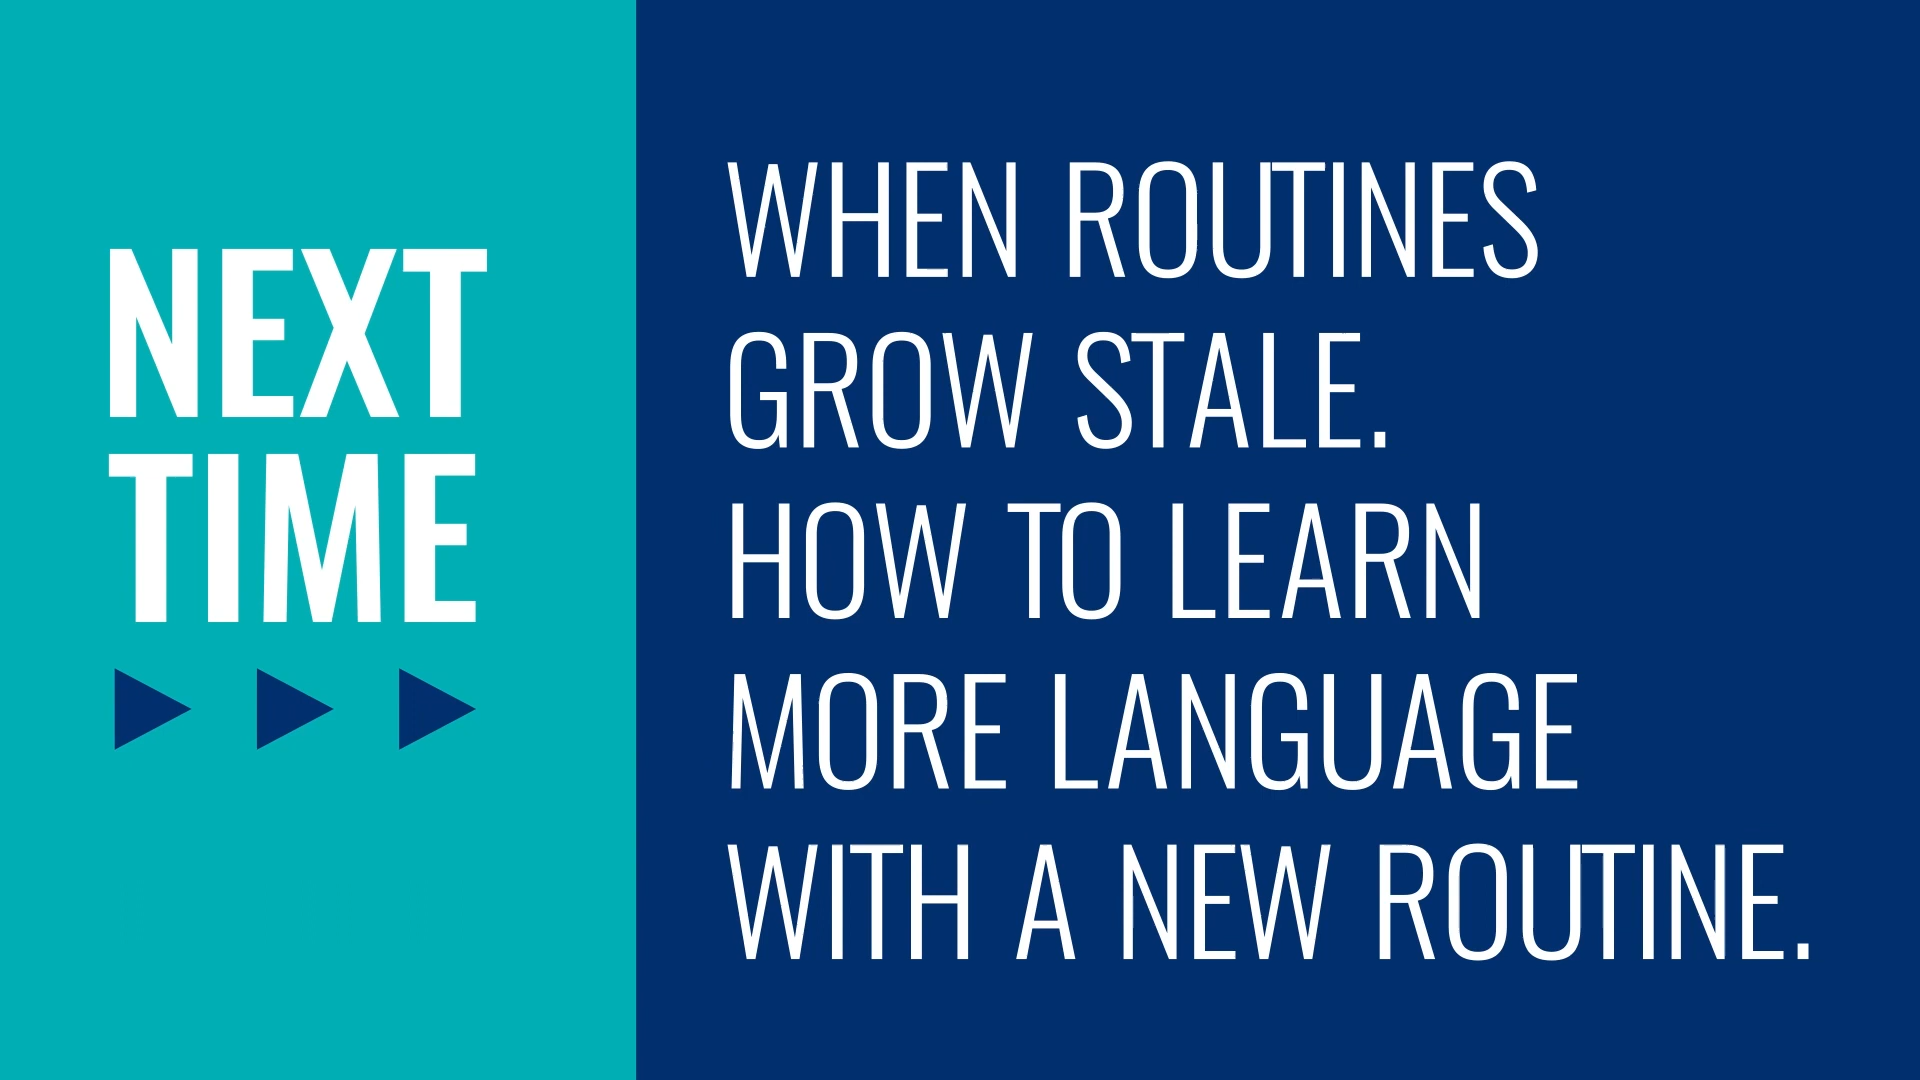 NEXT
TIME
WHEN ROUTINES
GROW STALE.
HOW TO LEARN
MORE LANGUAGE
WITH A NEW ROUTINE.